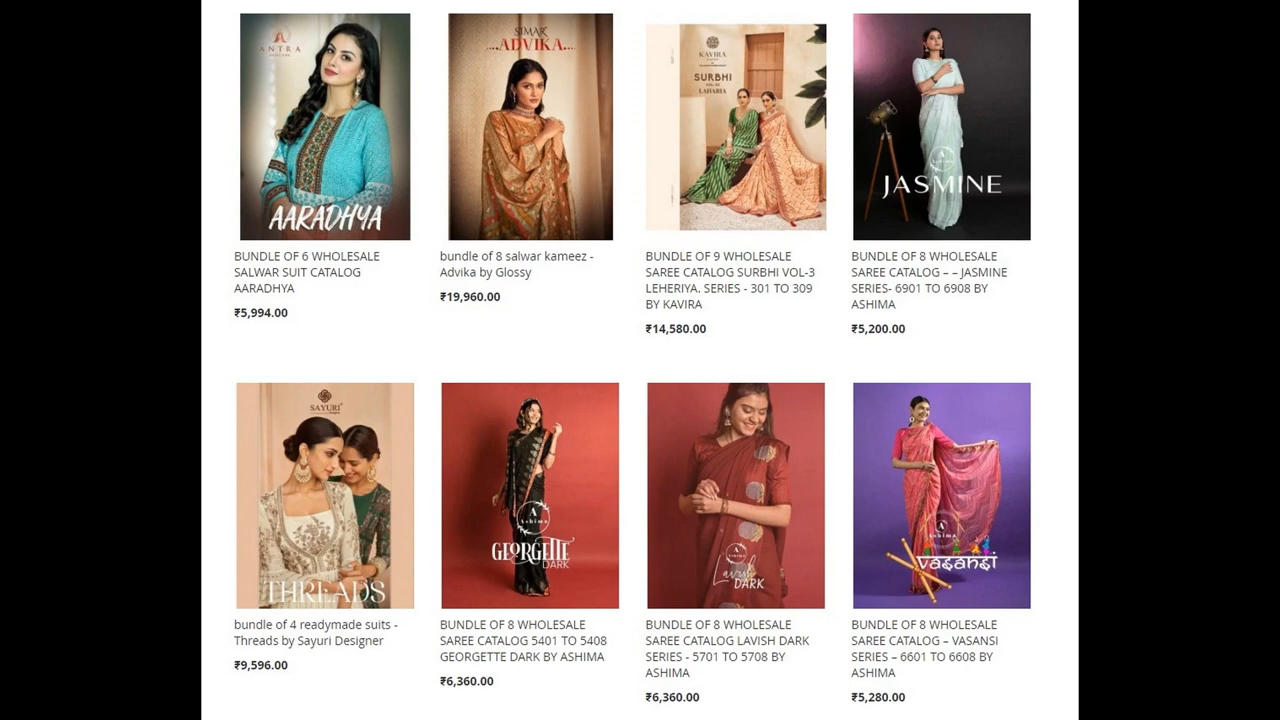 ANTRA
AARADHYA
BUNDLE OF 6 WHOLESALE
SALWAR SUIT CATALOG
AARADHYA
₹5,994.00
SIMAR
ADVIKA
bundle of 8 salwar kameez -
Advika by Glossy
₹19,960.00
KAVIRA
SURBHI
LAHARIA
BUNDLE OF 9 WHOLESALE
SAREE CATALOG SURBHI VOL-3
LEHERIYA. SERIES - 301 TO 309
BY KAVIRA
₹14,580.00
A
JASMINE
BUNDLE OF 8 WHOLESALE
SAREE CATALOG – – JASMINE
SERIES- 6901 TO 6908 BY
ASHIMA
₹5,200.00
SAYURI
THREADS
bundle of 4 readymade suits -
Threads by Sayuri Designer
₹9,596.00
A
Ashima
GEORGETTE
DARK
BUNDLE OF 8 WHOLESALE
SAREE CATALOG 5401 TO 5408
GEORGETTE DARK BY ASHIMA
₹6,360.00
A
Ashima
Lavish
DARK
BUNDLE OF 8 WHOLESALE
SAREE CATALOG LAVISH DARK
SERIES - 5701 TO 5708 BY
ASHIMA
₹6,360.00
A
Ashima
vasansi
BUNDLE OF 8 WHOLESALE
SAREE CATALOG – VASANSI
SERIES – 6601 TO 6608 BY
ASHIMA
₹5,280.00